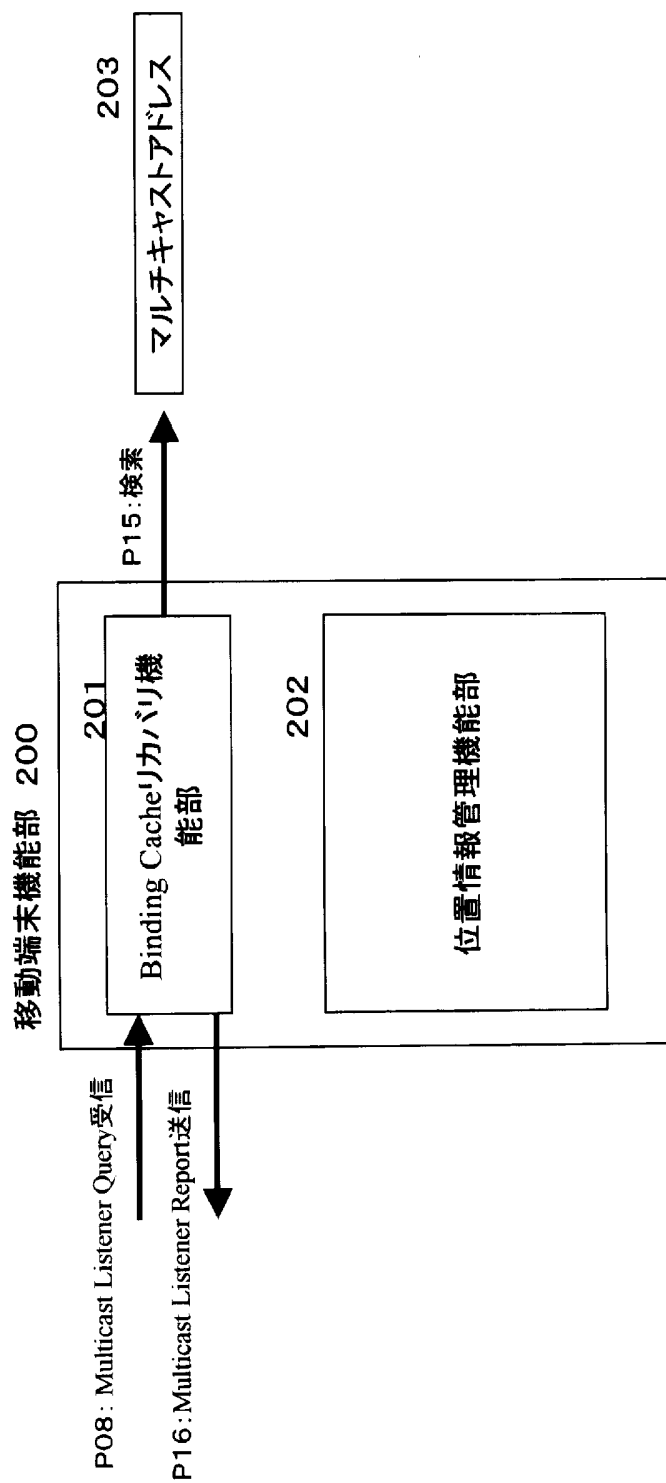 移動端末機能部 200
P08: Multicast Listener Query受信
P16:Multicast Listener Report送信
201
Binding Cacheリカバリ機
能部
P15:検索
203
マルチキャストアドレス
202
位置情報管理機能部